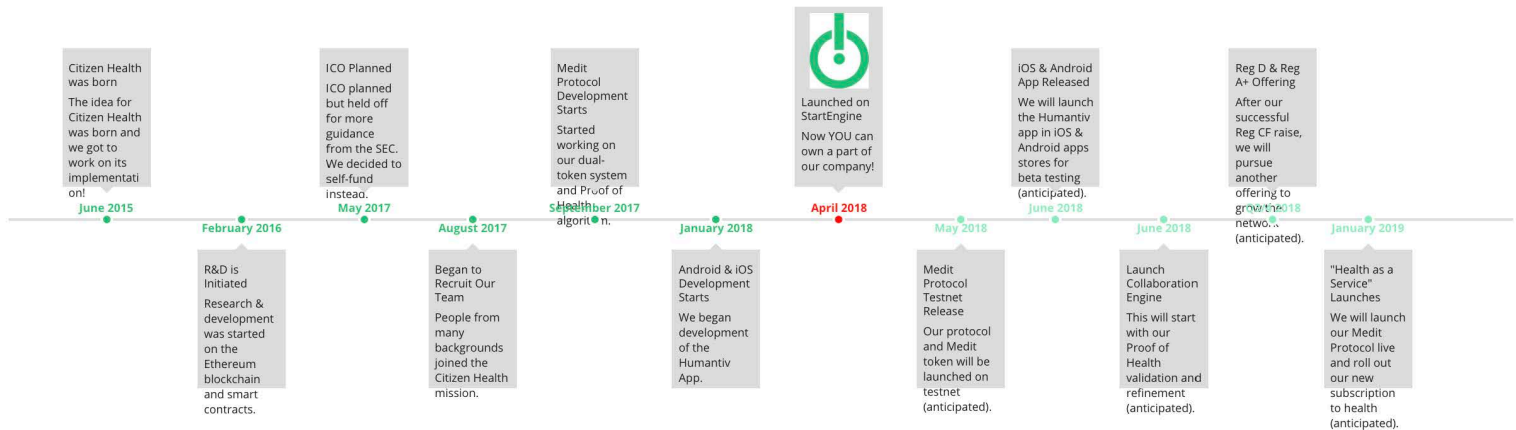 Citizen Health
was born
The idea for
Citizen Health
was born and
we got to
work on its
implementati
on!
June 2015
February 2016
R&D is
Initiated
Research &
development
was started
on the
Ethereum
blockchain
and smart
contracts.
ICO Planned
ICO planned
but held off
for more
guidance
from the SEC.
We decided to
self-fund
instead.
May 2017
August 2017
Began to
Recruit Our
Team
People from
many
backgrounds
joined the
Citizen Health
mission.
Medit
Protocol
Development
Starts
Started
working on
our dual-
token system
and Proof of
Health
algorithm.
September 2017
January 2018
Android & iOS
Development
Starts
We began
development
of the
Humantiv
App.
Launched on
StartEngine
Now YOU can
own a part of
our company!
April 2018
May 2018
Medit
Protocol
Testnet
Release
Our protocol
and Medit
token will be
launched on
testnet
(anticipated).
iOS & Android
App Released
We will launch
the Humantiv
app in iOS &
Android apps
stores for
beta testing
(anticipated).
June 2018
June 2018
Launch
Collaboration
Engine
This will start
with our
Proof of
Health
validation and
refinement
(anticipated).
Reg D & Reg
A+ Offering
After our
successful
Reg CF raise,
we will
pursue
another
offering to
grow the
network
(anticipated).
2018
January 2019
"Health as a
Service"
Launches
We will launch
our Medit
Protocol live
and roll out
our new
subscription
to health
(anticipated).